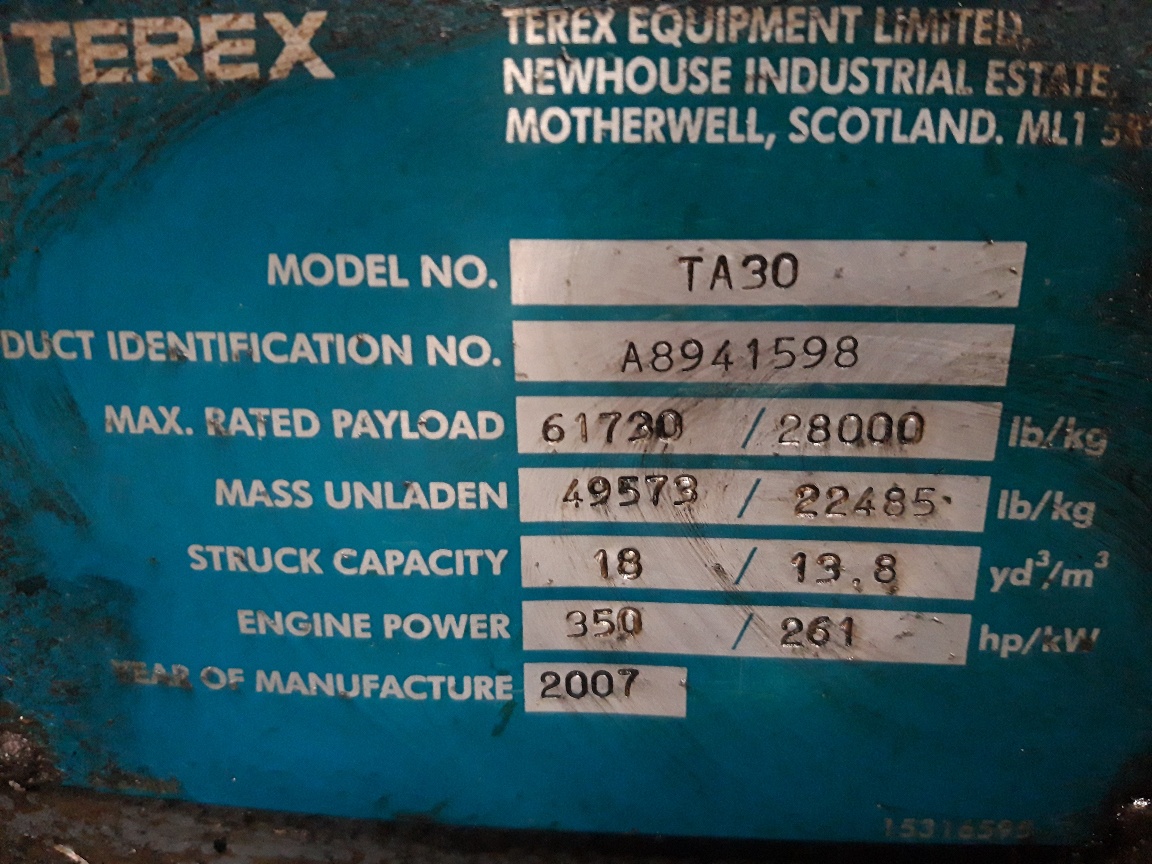 TEREX
TEREX EQUIPMENT LIMITED,
NEWHOUSE INDUSTRIAL ESTATE,
MOTHERWELL, SCOTLAND. ML1
MODEL NO. TA30
DUCT IDENTIFICATION NO. A8941598
MAX. RATED PAYLOAD 61730 / 28000 lb/kg
MASS UNLADEN 49573 / 22485 lb/kg
STRUCK CAPACITY 18 / 13.8 yd³/m³
ENGINE POWER 350 / 261 hp/kW
YEAR OF MANUFACTURE 2007